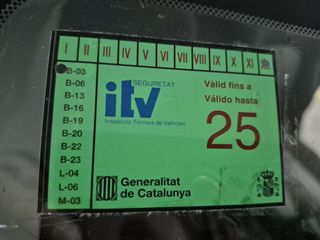 I II III IV V VI VII VIII IX X XI
B-03
B-06
B-13
B-16
B-19
B-20
B-22
B-23
L-04
L-06
M-03
SEGURETAT
itv
Inspecció Tècnica de Vehicles
Vàlid fins a
Válido hasta
25
Generalitat
de Catalunya